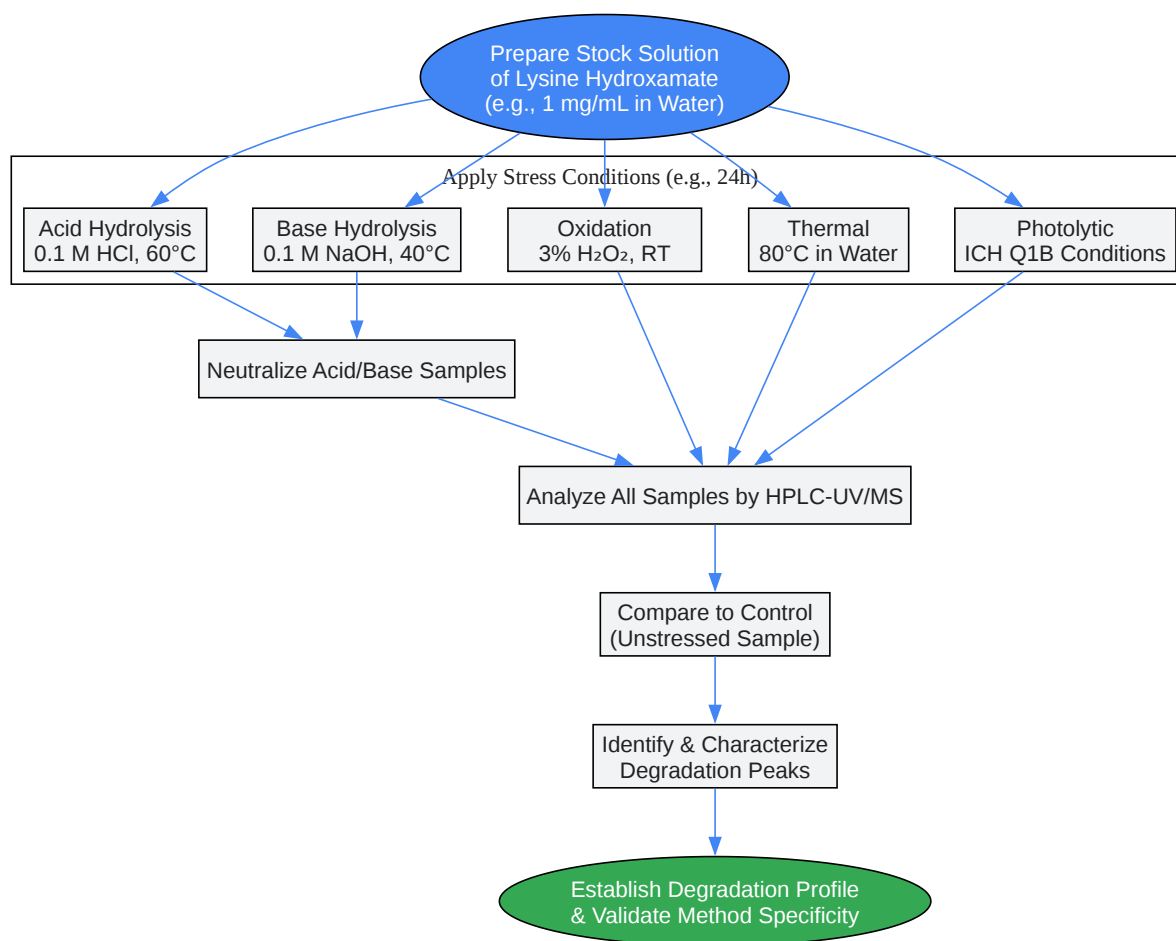 Prepare Stock Solution
of Lysine Hydroxamate
(e.g., 1 mg/mL in Water)
Apply Stress Conditions (e.g., 24h)
Acid Hydrolysis
0.1 M HCl, 60°C
Base Hydrolysis
0.1 M NaOH, 40°C
Oxidation
3% H₂O₂, RT
Thermal
80°C in Water
Photolytic
ICH Q1B Conditions
Neutralize Acid/Base Samples
Analyze All Samples by HPLC-UV/MS
Compare to Control
(Unstressed Sample)
Identify & Characterize
Degradation Peaks
Establish Degradation Profile
& Validate Method Specificity